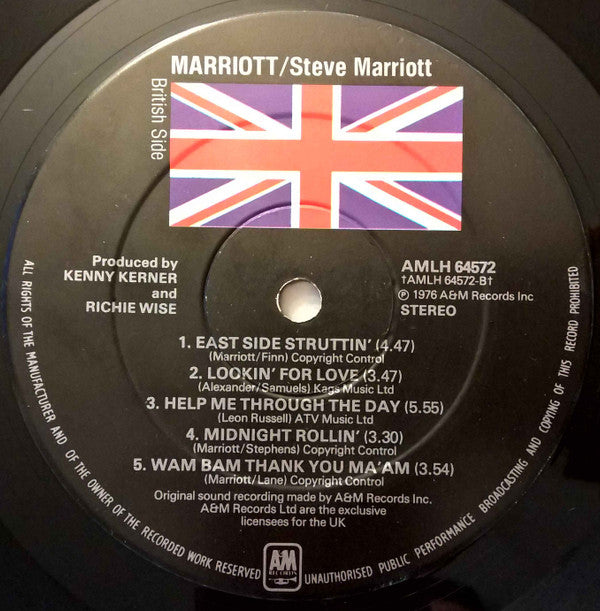 MARRIOTT/Steve Marriott
British Side
Produced by
KENNY KERNER
and
RICHIE WISE
AMLH 64572
†AMLH 64572-B†
℗ 1976 A&M Records Inc
STEREO
1. EAST SIDE STRUTTIN' (4.47)
(Marriott/Finn) Copyright Control
2. LOOKIN' FOR LOVE (3.47)
(Alexander/Samuels) Kags Music Ltd
3. HELP ME THROUGH THE DAY (5.55)
(Leon Russell) ATV Music Ltd
4. MIDNIGHT ROLLIN' (3.30)
(Marriott/Stephens) Copyright Control
5. WAM BAM THANK YOU MA'AM (3.54)
(Marriott/Lane) Copyright Control
Original sound recording made by A&M Records Inc.
A&M Records Ltd are the exclusive
licensees for the UK
ALL RIGHTS OF THE MANUFACTURER AND OF THE OWNER OF THE RECORDED WORK RESERVED
AM
RECORDS
UNAUTHORISED PUBLIC PERFORMANCE BROADCASTING AND COPYING OF THIS RECORD PROHIBITED